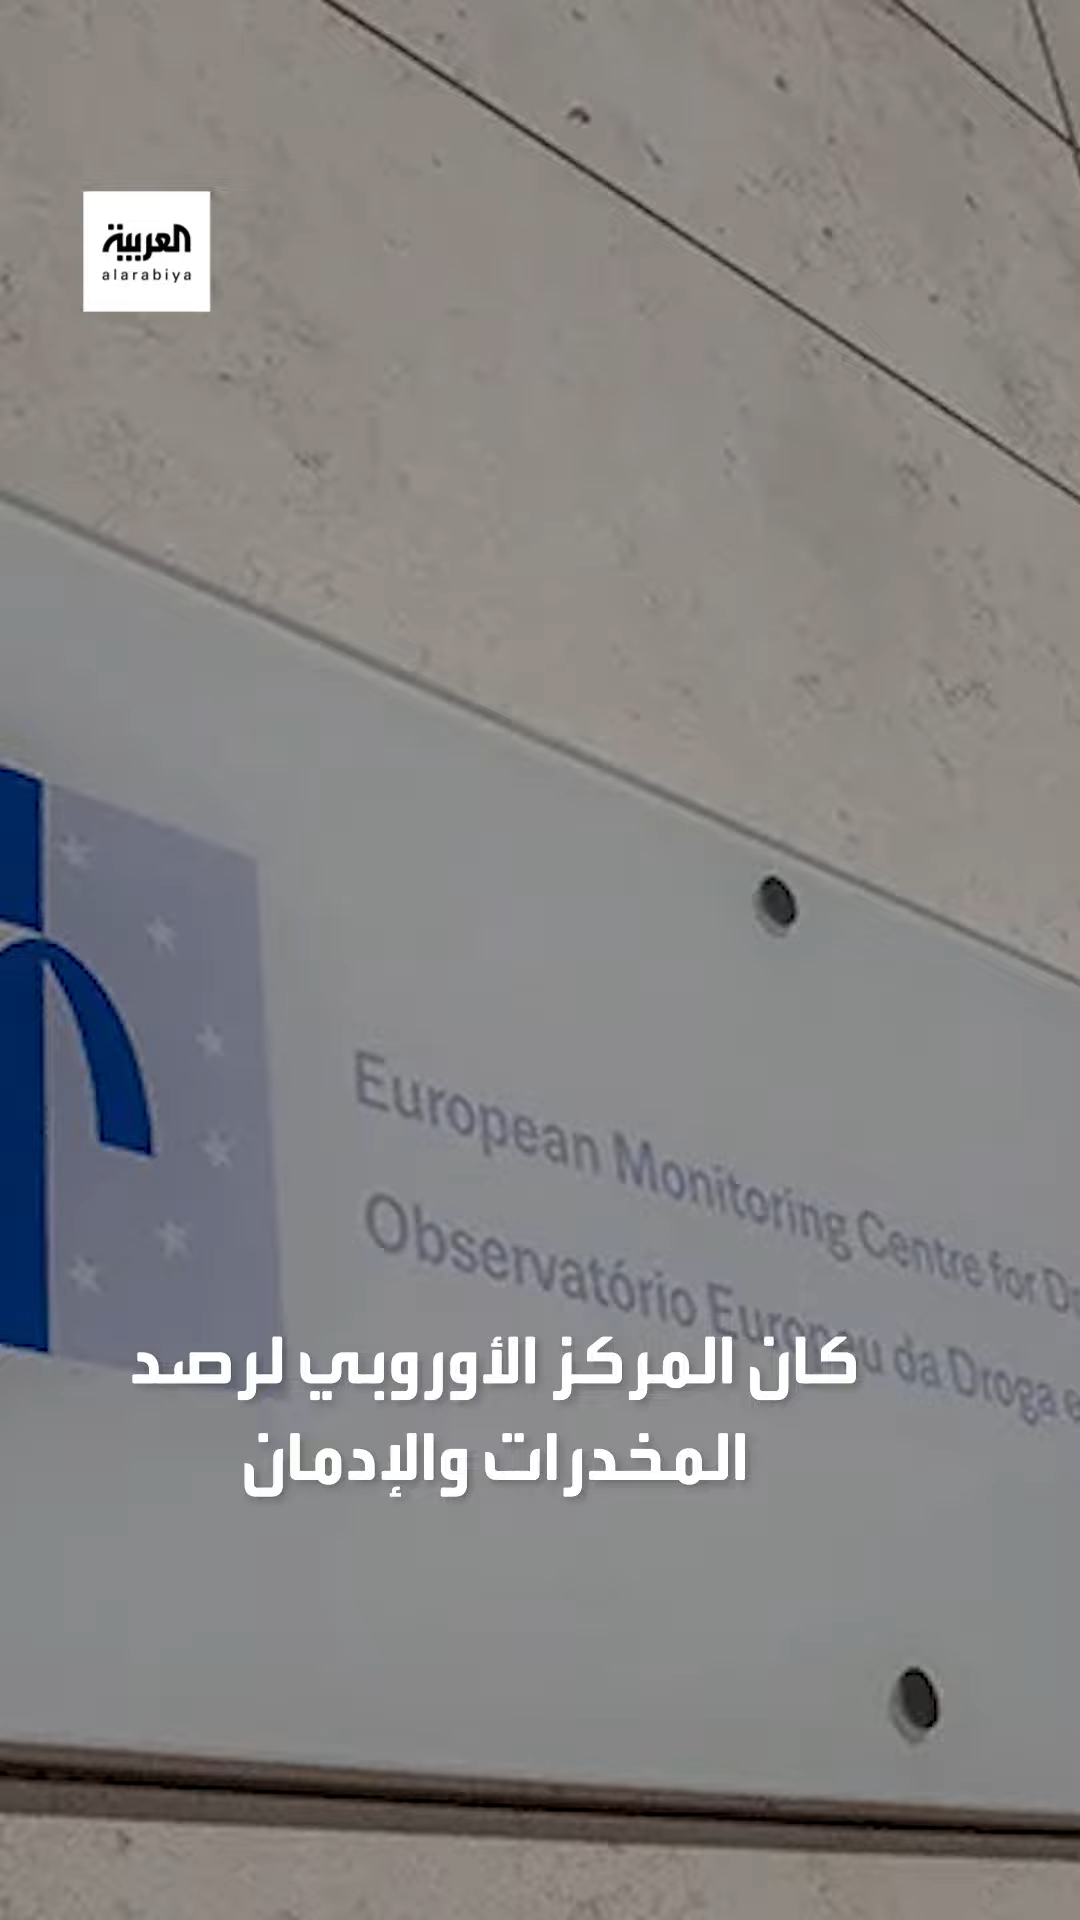 العربية
alarabiya
European Monitoring Centre for
Observatório Europeu da Droga e
كان المركز الأوروبي لرصد
المخدرات والإدمان